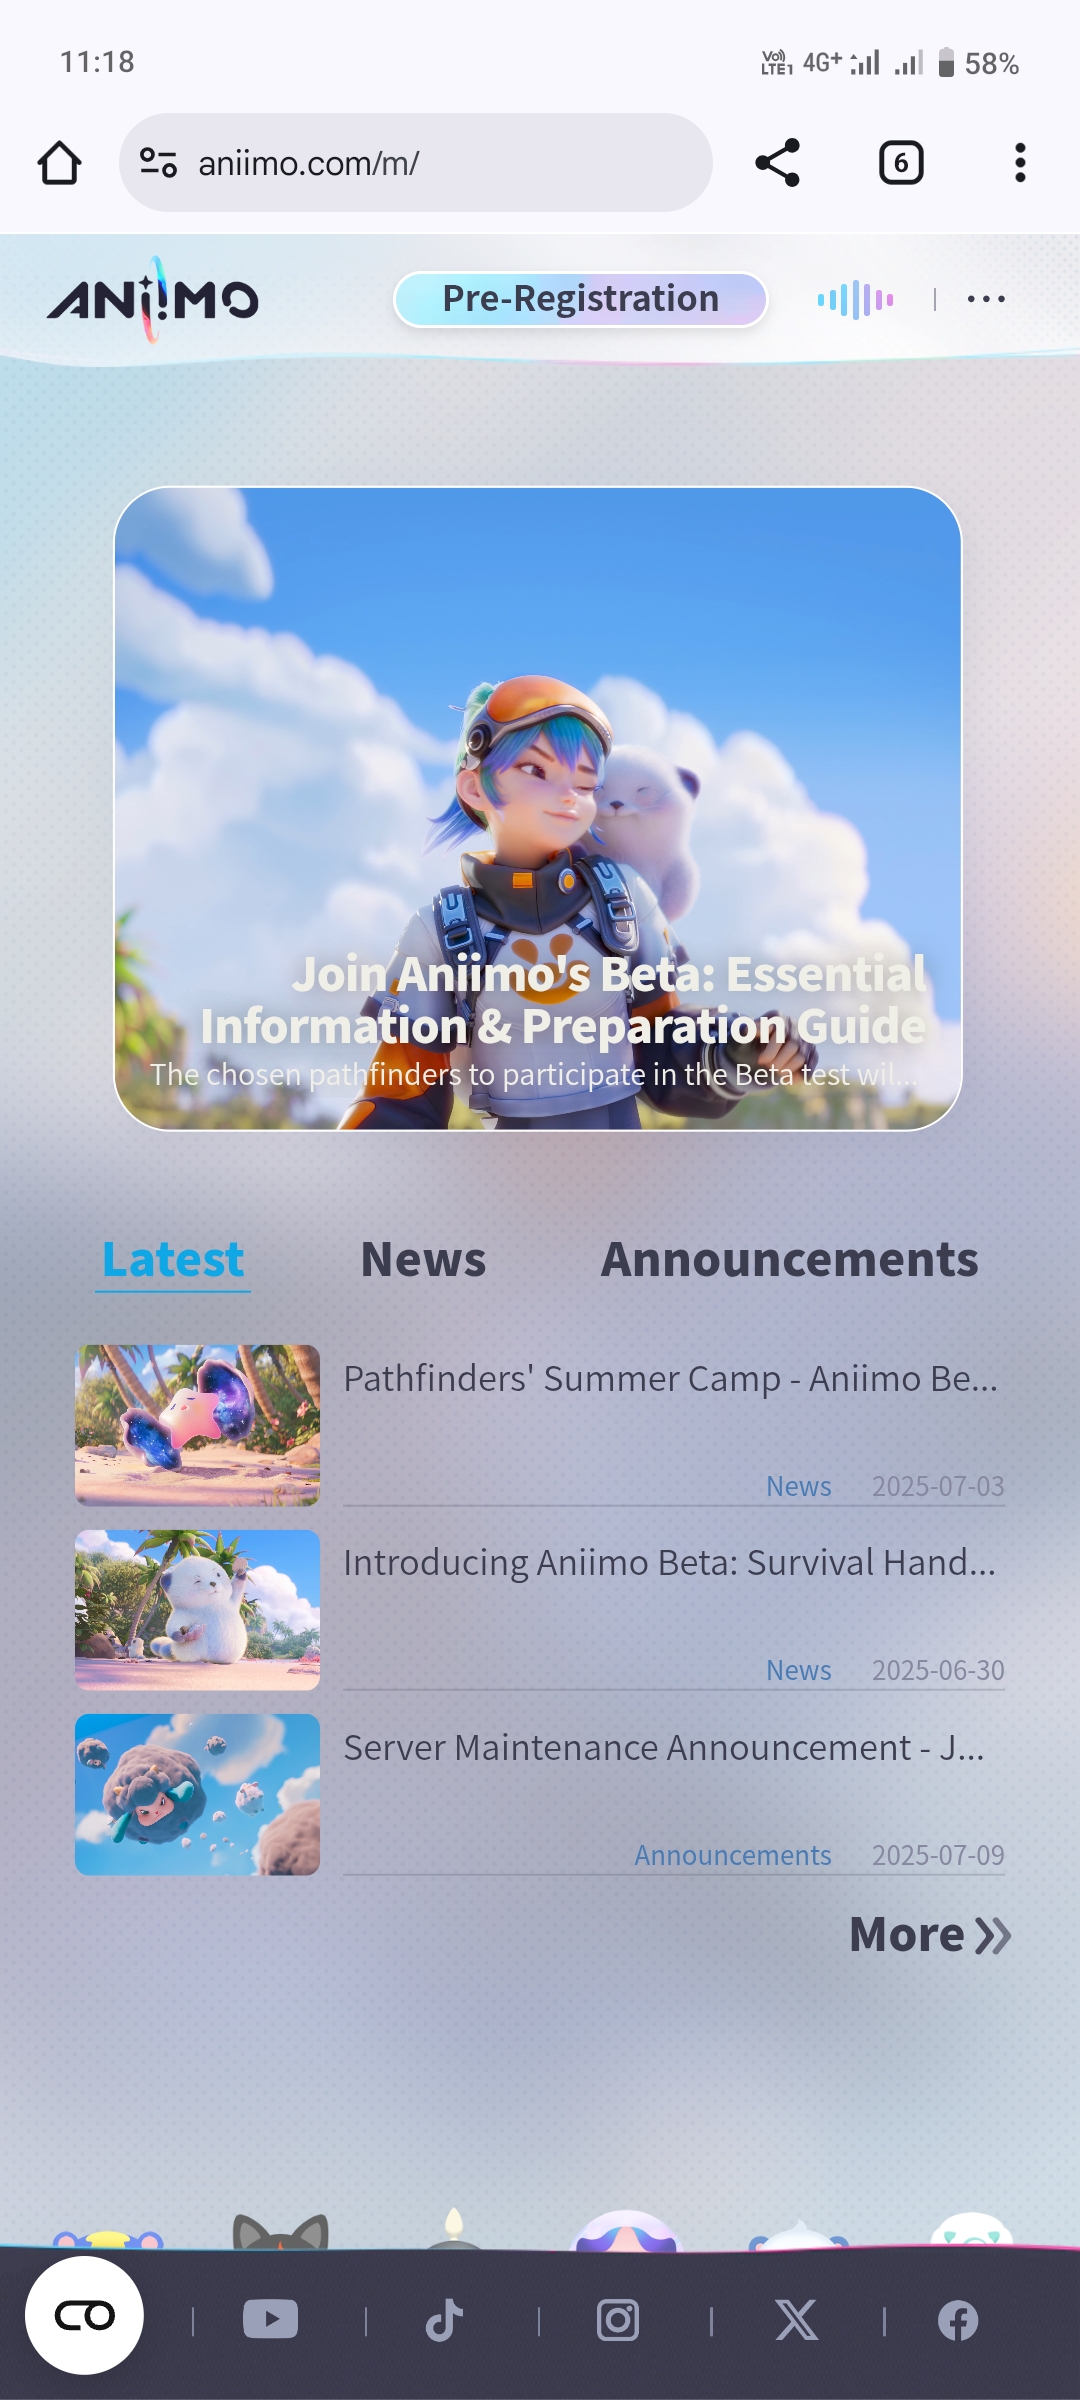 11:18
Vo)) LTE1 4G+ 58%
aniimo.com/m/
6
ANiiMO
Pre-Registration
Join Aniimo's Beta: Essential
Information & Preparation Guide
The chosen pathfinders to participate in the Beta test wil...
Latest
News
Announcements
Pathfinders' Summer Camp - Aniimo Be...
News 2025-07-03
Introducing Aniimo Beta: Survival Hand...
News 2025-06-30
Server Maintenance Announcement - J...
Announcements 2025-07-09
More